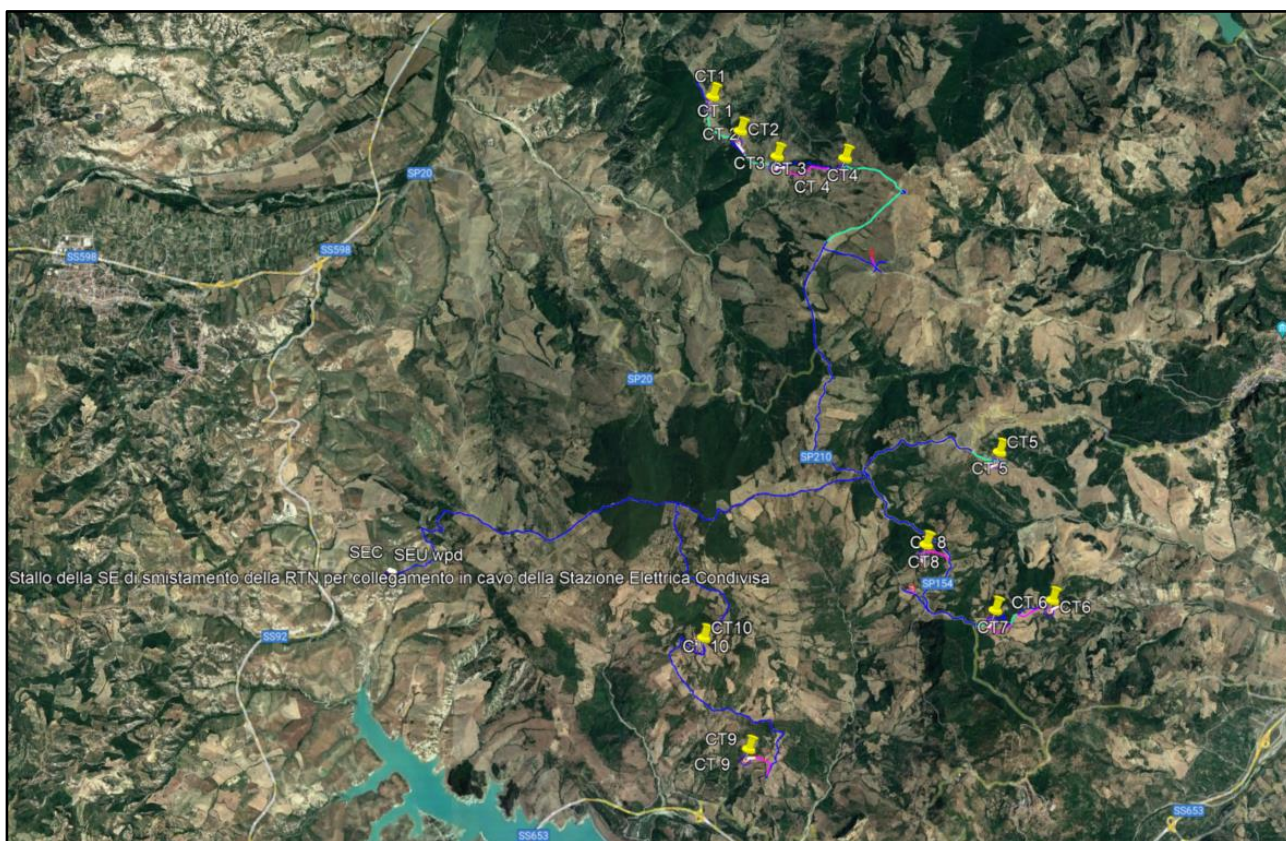 CT1
CT 1
CT2
CT 2
CT3
CT 3
CT4
CT 4
SP20
SS598
SS598
SP20
SP210
CT5
CT 5
CT8
SEC
SEU wpd
Stallo della SE di smistamento della RTN per collegamento in cavo della Stazione Elettrica Condivisa
SP154
CT 6
CT6
CT7
SS92
CT10
10
CT9
CT 9
SS653
SS653